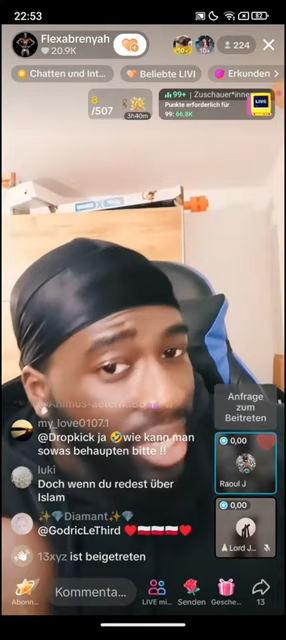 22:53
82
Flexabrenyah
20.9K
224
Chatten und Int...
Beliebte LIVI
Erkunden >
8
/507
3h40m
99+ | Zuschauer*inne
Punkte erforderlich für
99: 66.8K
LIVE
Anfrage
zum
Beitreten
my_love0107.1
@Dropkick ja 🤣wie kann man
sowas behaupten bitte !!
0,00
Raoul J
luki
Doch wenn du redest über
Islam
0,00
Lord J...
✨💎Diamant✨💎
@GodricLeThird ❤️🇵🇱🇵🇱🇵🇱❤️
13xyz ist beigetreten
Abonn...
Kommenta...
LIVE mi...
Senden
Gesche...
13